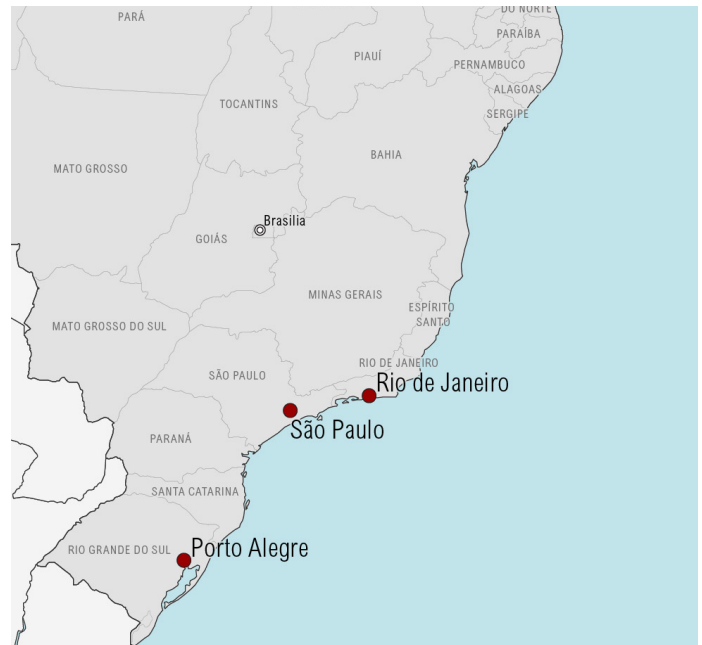 DO NORTE
PARÁ
PARAÍBA
PIAUÍ
PERNAMBUCO
ALAGOAS
TOCANTINS
SERGIPE
BAHIA
MATO GROSSO
Brasilia
GOIÁS
MINAS GERAIS
ESPÍRITO
SANTO
MATO GROSSO DO SUL
RIO DE JANEIRO
SÃO PAULO
Rio de Janeiro
São Paulo
PARANÁ
SANTA CATARINA
RIO GRANDE DO SUL
Porto Alegre